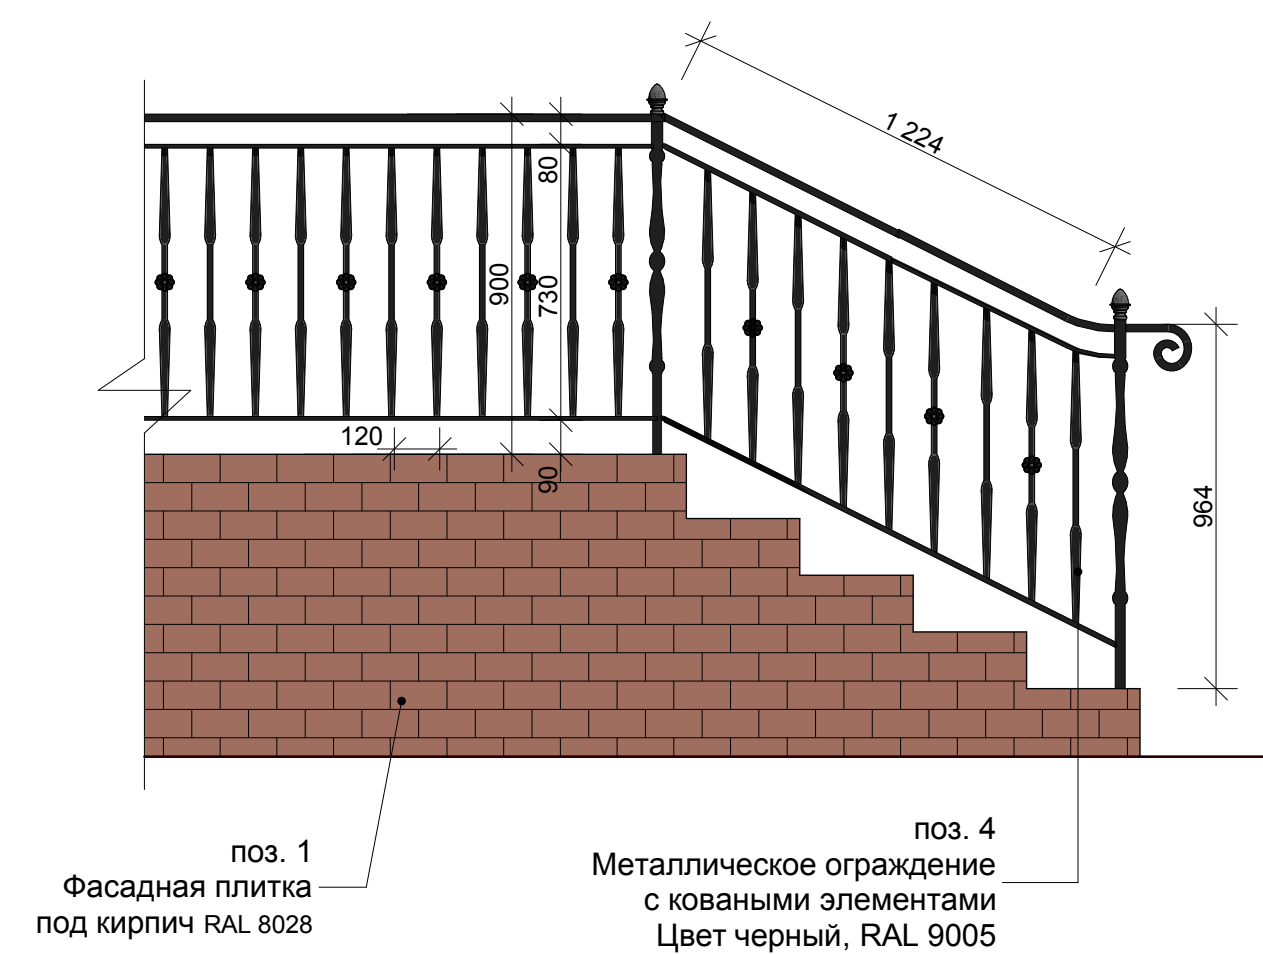 1 224
80
900
730
120
90
964
поз. 1
Фасадная плитка
под кирпич RAL 8028
поз. 4
Металлическое ограждение
с коваными элементами
Цвет черный, RAL 9005